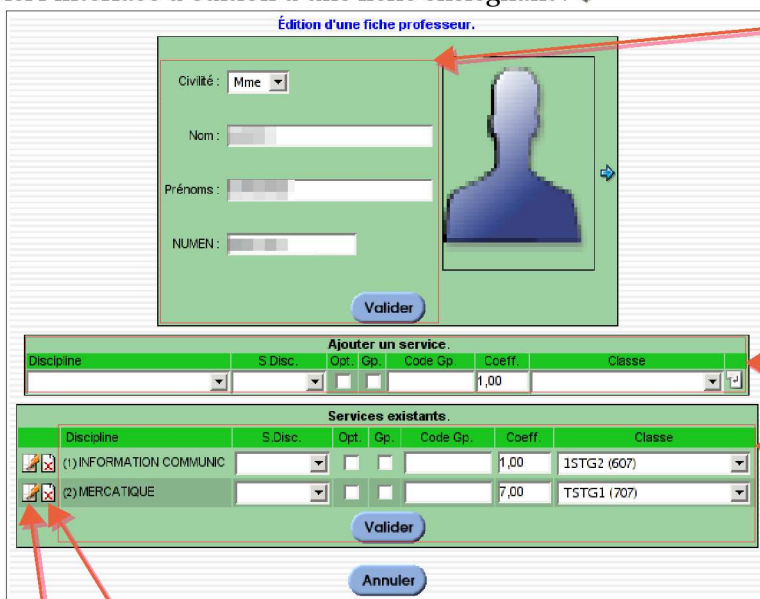 Édition d'une fiche professeur.
Civilité : Mme
Nom :
Prénoms :
NUMEN :
Valider
Ajouter un service.
Discipline S.Disc. Opt. Gp. Code Gp. Coeff. Classe
1,00
Services existants.
Discipline S.Disc. Opt. Gp. Code Gp. Coeff. Classe
(1) INFORMATION COMMUNIC 1,00 1STG2 (607)
(2) MERCATIQUE 7,00 TSTG1 (707)
Valider
Annuler